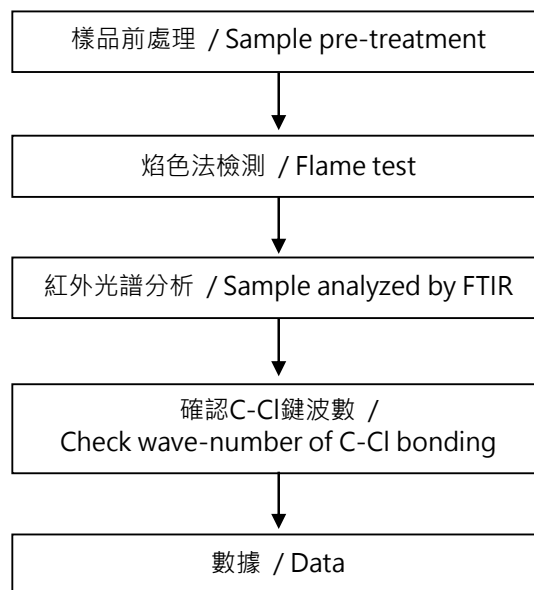 樣品前處理 / Sample pre-treatment
焰色法檢測 / Flame test
紅外光譜分析 / Sample analyzed by FTIR
確認C-Cl鍵波數 /
Check wave-number of C-Cl bonding
數據 / Data